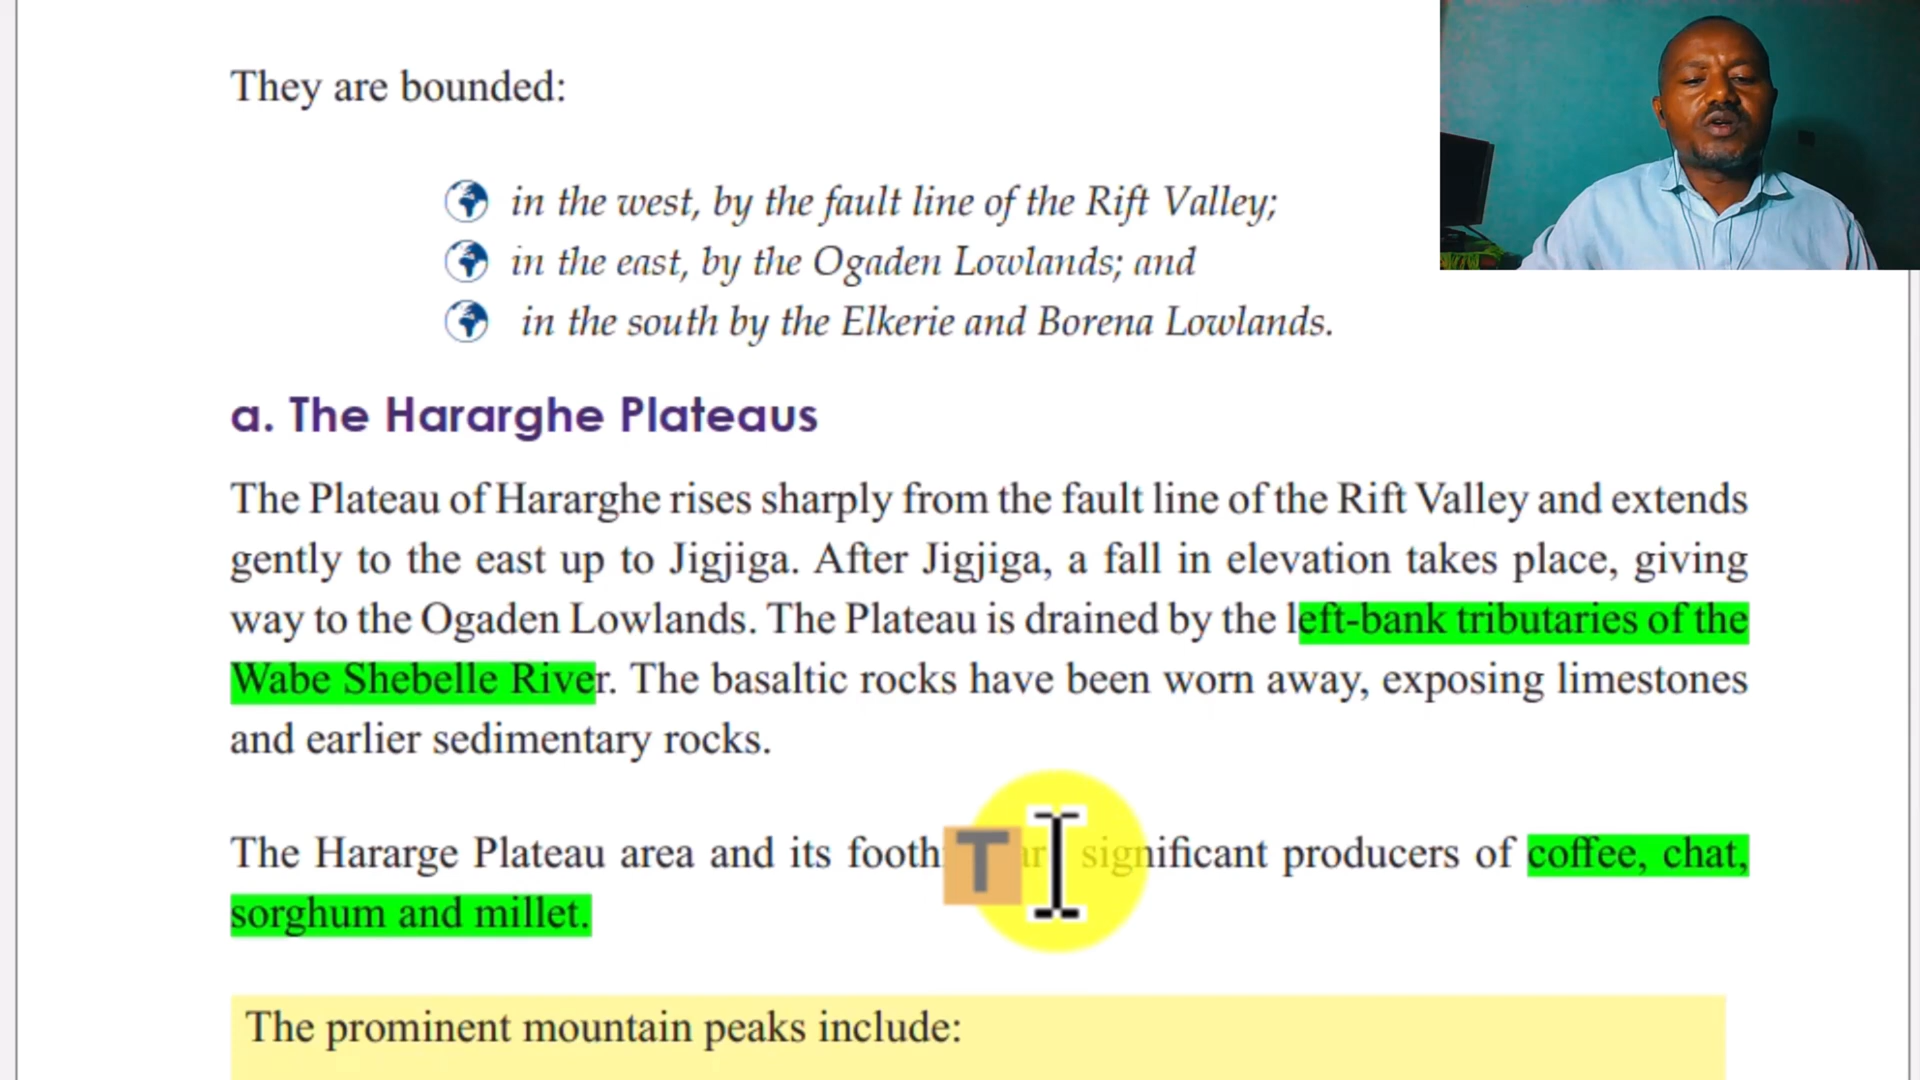 They are bounded:
in the west, by the fault line of the Rift Valley;
in the east, by the Ogaden Lowlands; and
in the south by the Elkerie and Borena Lowlands.
a. The Hararghe Plateaus
The Plateau of Hararghe rises sharply from the fault line of the Rift Valley and extends
gently to the east up to Jigjiga. After Jigjiga, a fall in elevation takes place, giving
way to the Ogaden Lowlands. The Plateau is drained by the left-bank tributaries of the
Wabe Shebelle River. The basaltic rocks have been worn away, exposing limestones
and earlier sedimentary rocks.
The Hararge Plateau area and its significant producers of coffee, chat,
sorghum and millet.
The prominent mountain peaks include: